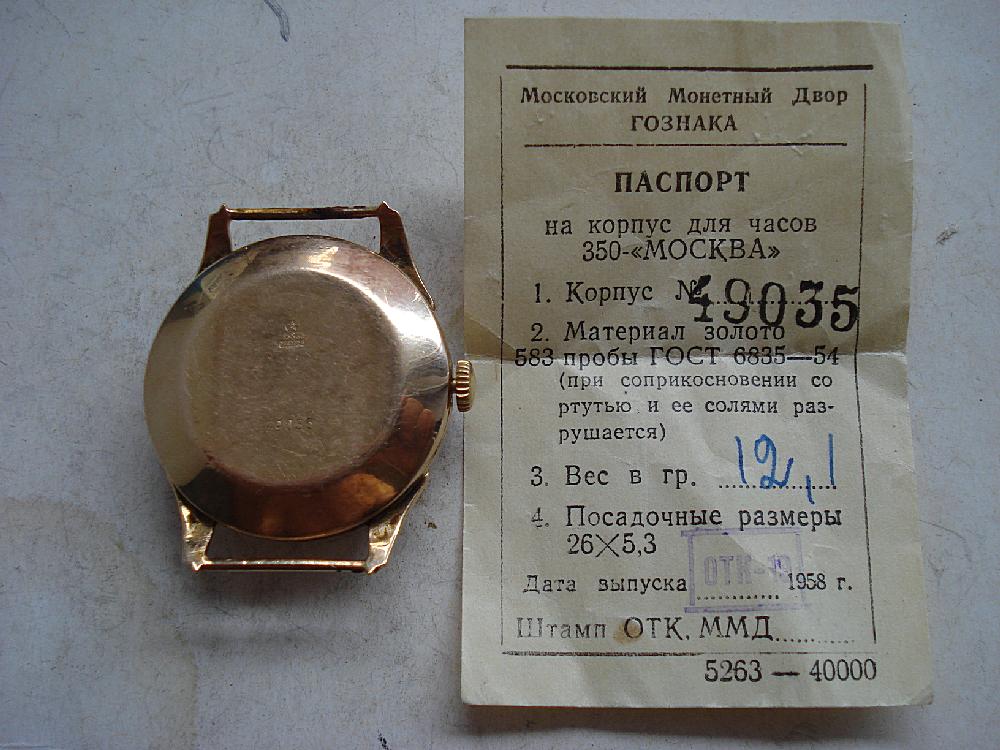 Московский Монетный Двор
ГОЗНАКА
ПАСПОРТ
на корпус для часов
350-«МОСКВА»
1. Корпус № 49035
2. Материал золото
583 пробы ГОСТ 6835—54
(при соприкосновении со
ртутью и ее солями раз-
рушается)
3. Вес в гр. 12,1
4. Посадочные размеры
26×5,3
ОТК-
Дата выпуска 1958 г.
Штамп ОТК. ММД
5263 — 40000